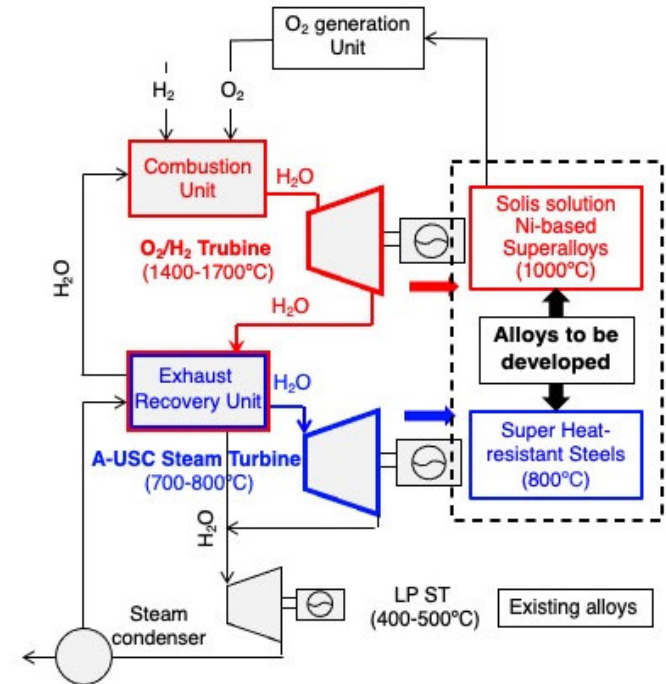 O₂ generation
Unit
H₂
O₂
Combustion
Unit
H₂O
Solis solution
Ni-based
Superalloys
(1000°C)
O₂/H₂ Trubine
(1400-1700°C)
H₂O
H₂O
Alloys to be
developed
Exhaust
Recovery Unit
H₂O
A-USC Steam Turbine
(700-800°C)
Super Heat-
resistant Steels
(800°C)
H₂O
LP ST
(400-500°C)
Existing alloys
Steam
condenser